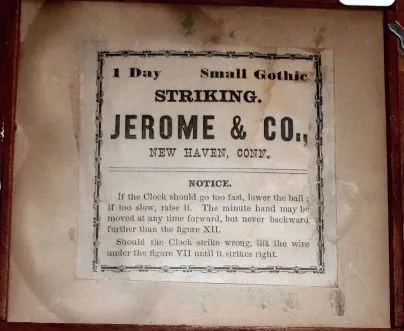 1 Day Small Gothic
STRIKING.
JEROME & CO.,
NEW HAVEN, CONN.
NOTICE.
If the Clock should go too fast, lower the ball;
if too slow, raise it. The minute hand may be
moved at any time forward, but never backward
further than the figure XII.
Should the Clock strike wrong, lift the wire
under the figure VII until it strikes right.